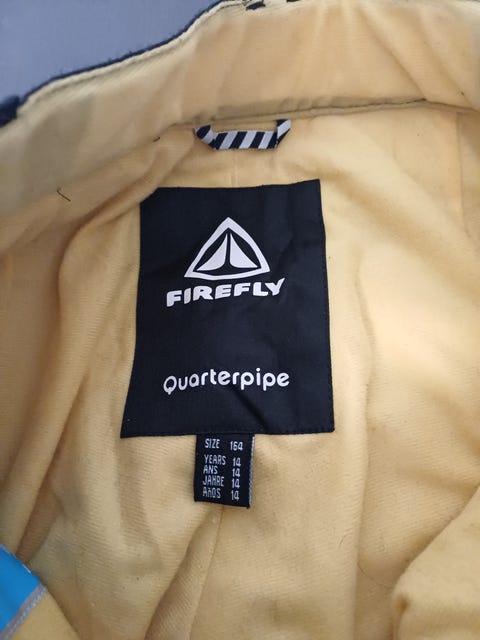 FIREFLY
Quarterpipe
SIZE 164
YEARS 14
ANS 14
JAHRE 14
AÑOS 14